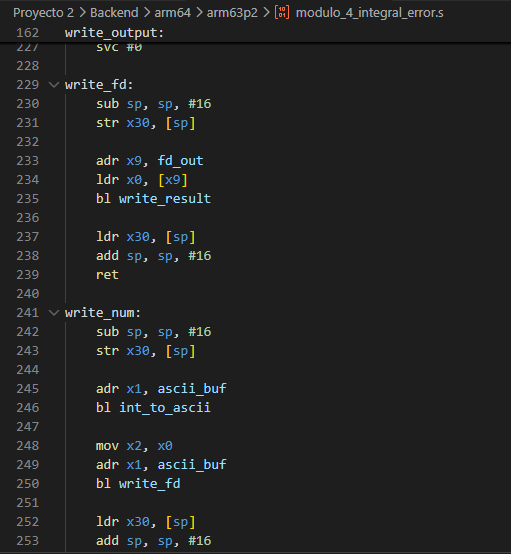 Proyecto 2 > Backend > arm64 > arm63p2 > modulo_4_integral_error.s
162 write_output:
227 svc #0
228
229 write_fd:
230 sub sp, sp, #16
231 str x30, [sp]
232
233 adr x9, fd_out
234 ldr x0, [x9]
235 bl write_result
236
237 ldr x30, [sp]
238 add sp, sp, #16
239 ret
240
241 write_num:
242 sub sp, sp, #16
243 str x30, [sp]
244
245 adr x1, ascii_buf
246 bl int_to_ascii
247
248 mov x2, x0
249 adr x1, ascii_buf
250 bl write_fd
251
252 ldr x30, [sp]
253 add sp, sp, #16